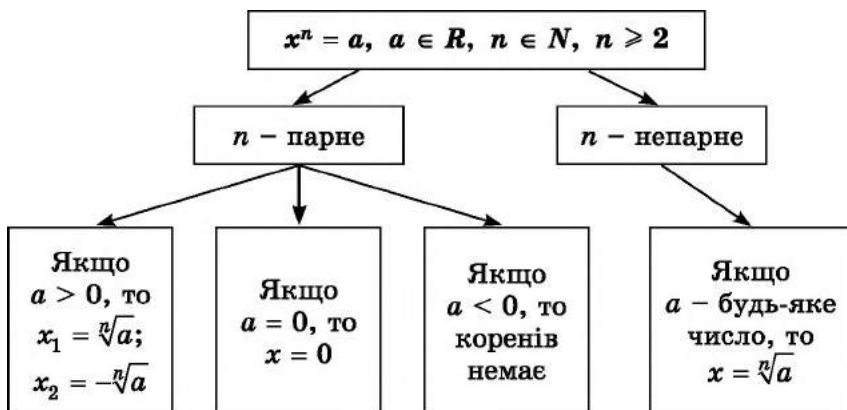 xⁿ = a, a ∈ R, n ∈ N, n ⩾ 2
n – парне
n – непарне
Якщо
a > 0, то
x₁ = ⁿ√a;
x₂ = –ⁿ√a
Якщо
a = 0, то
x = 0
Якщо
a < 0, то
коренів
немає
Якщо
a – будь-яке
число, то
x = ⁿ√a